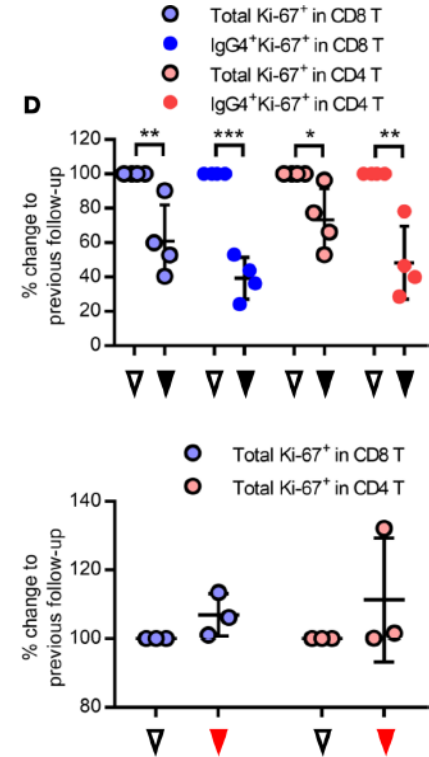 Total Ki-67⁺ in CD8 T
IgG4⁺Ki-67⁺ in CD8 T
Total Ki-67⁺ in CD4 T
IgG4⁺Ki-67⁺ in CD4 T
D
** *** * **
% change to
previous follow-up
120
100
80
60
40
20
0
Total Ki-67⁺ in CD8 T
Total Ki-67⁺ in CD4 T
% change to
previous follow-up
140
120
100
80